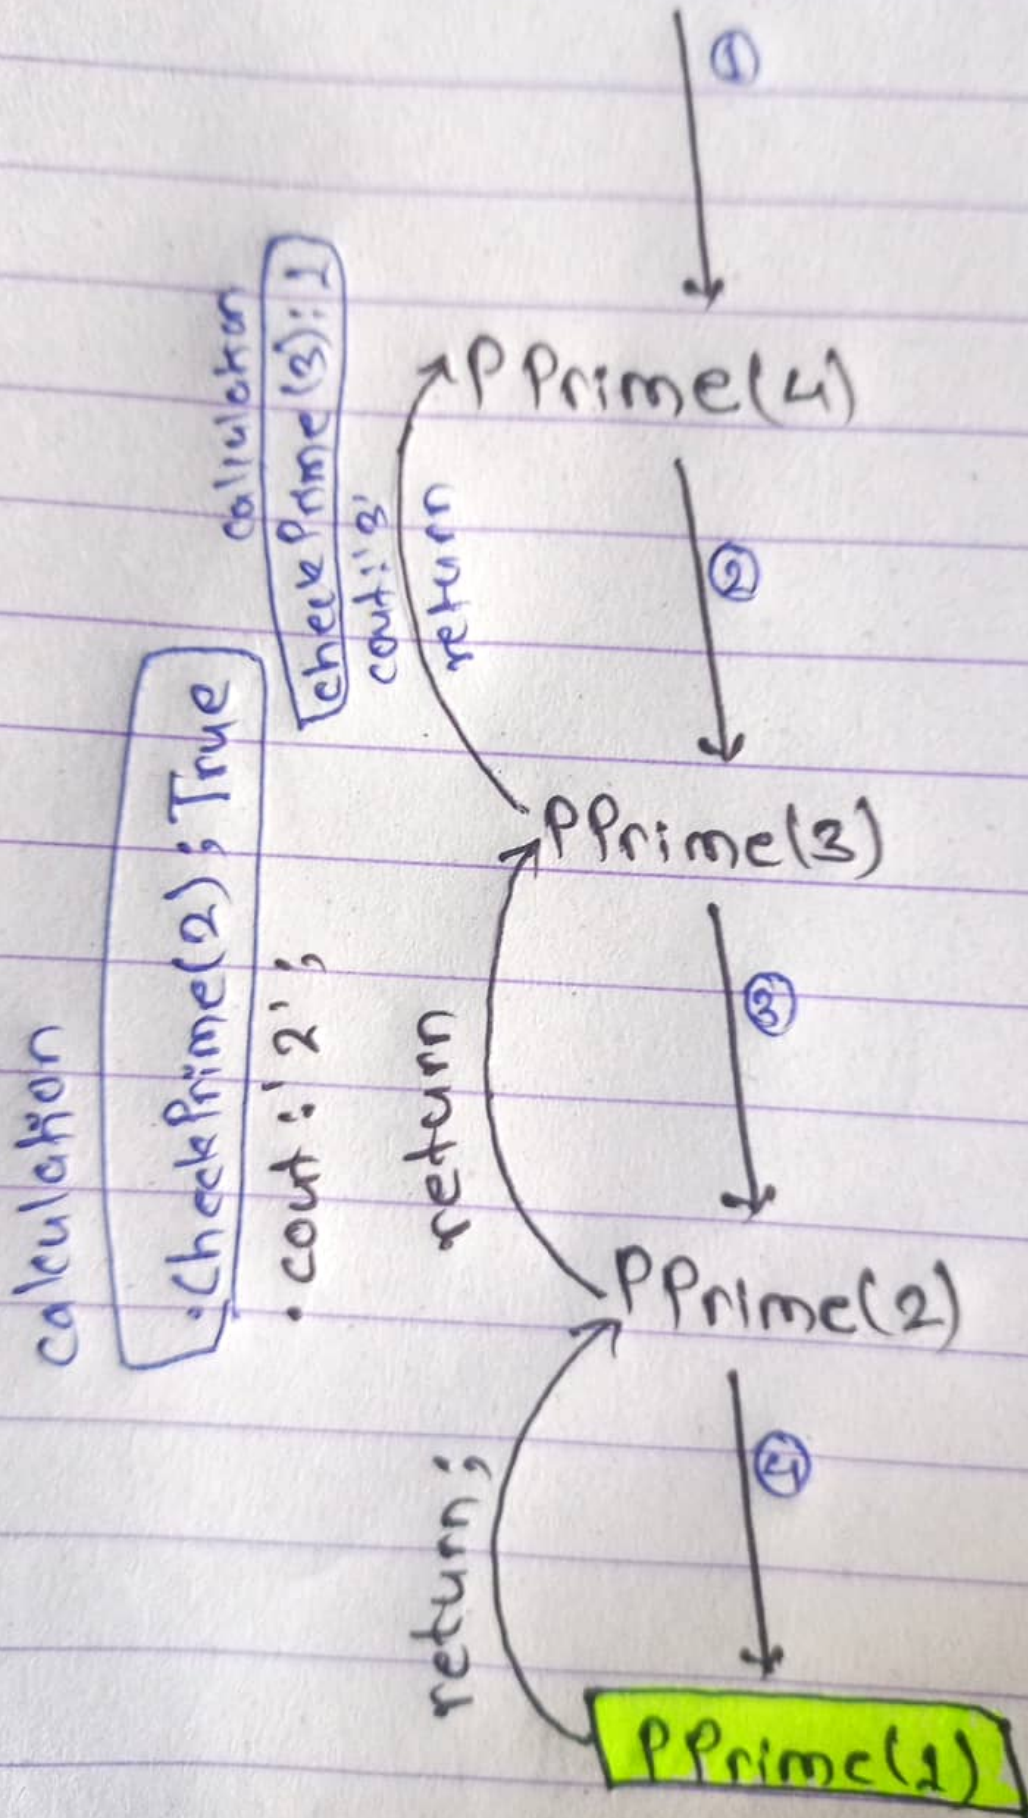 ①
PPrime(4)
calculation
checkPrime(3): 1
cout:'3'
return
②
PPrime(3)
calculation
•CheckPrime(2); True
• cout:'2';
return
③
PPrime(2)
return;
④
PPrime(1)